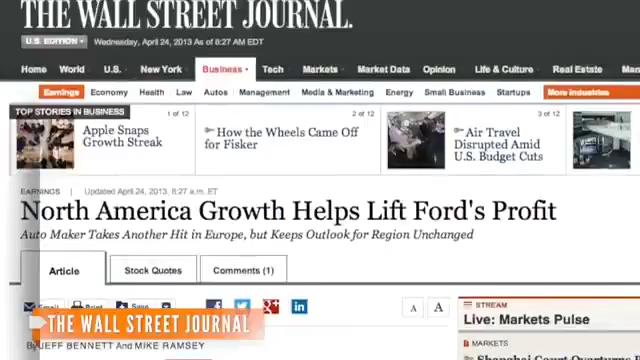 THE WALL STREET JOURNAL.
U.S. EDITION Wednesday, April 24, 2013 As of 8:27 AM EDT
Home World U.S. New York Business Tech Markets Market Data Opinion Life & Culture Real Estate
Earnings Economy Health Law Autos Management Media & Marketing Energy Small Business Startups More Industries
TOP STORIES IN BUSINESS
1 of 12
2 of 12
3 of 12
Apple Snaps
Growth Streak
How the Wheels Came Off
for Fisker
Air Travel
Disrupted Amid
U.S. Budget Cuts
EARNINGS | Updated April 24, 2013, 8:27 a.m. ET
North America Growth Helps Lift Ford's Profit
Auto Maker Takes Another Hit in Europe, but Keeps Outlook for Region Unchanged
Article Stock Quotes Comments (1)
A A
STREAM
Live: Markets Pulse
THE WALL STREET JOURNAL
MARKETS
By JEFF BENNETT And MIKE RAMSEY